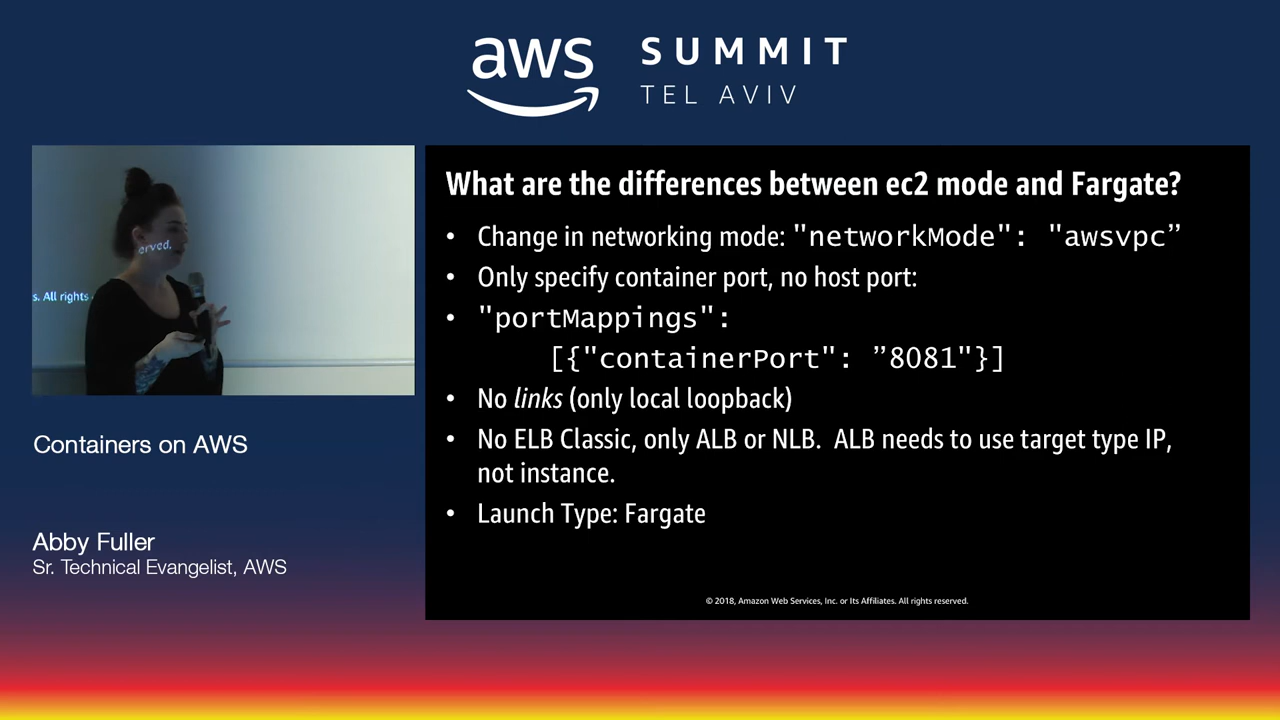 aws SUMMIT
TEL AVIV
erved.
s. All rights
Containers on AWS
Abby Fuller
Sr. Technical Evangelist, AWS
What are the differences between ec2 mode and Fargate?
• Change in networking mode: "networkMode": "awsvpc”
• Only specify container port, no host port:
• "portMappings":
[{"containerPort": ”8081"}]
• No links (only local loopback)
• No ELB Classic, only ALB or NLB. ALB needs to use target type IP,
not instance.
• Launch Type: Fargate
© 2018, Amazon Web Services, Inc. or Its Affiliates. All rights reserved.